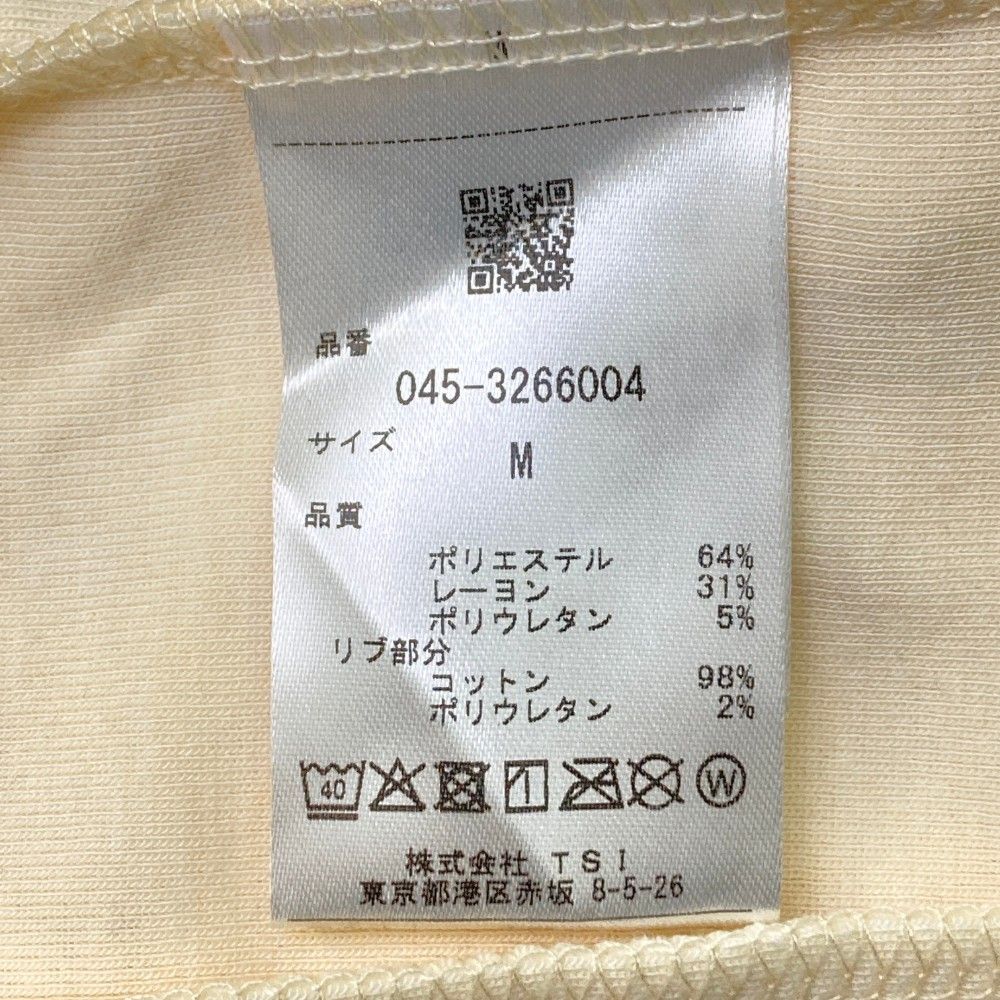 品番
045-3266004
サイズ
M
品質
ポリエステル 64%
レーヨン 31%
ポリウレタン 5%
リブ部分
コットン 98%
ポリウレタン 2%
40
W
株式会社 TSI
東京都港区赤坂 8-5-26